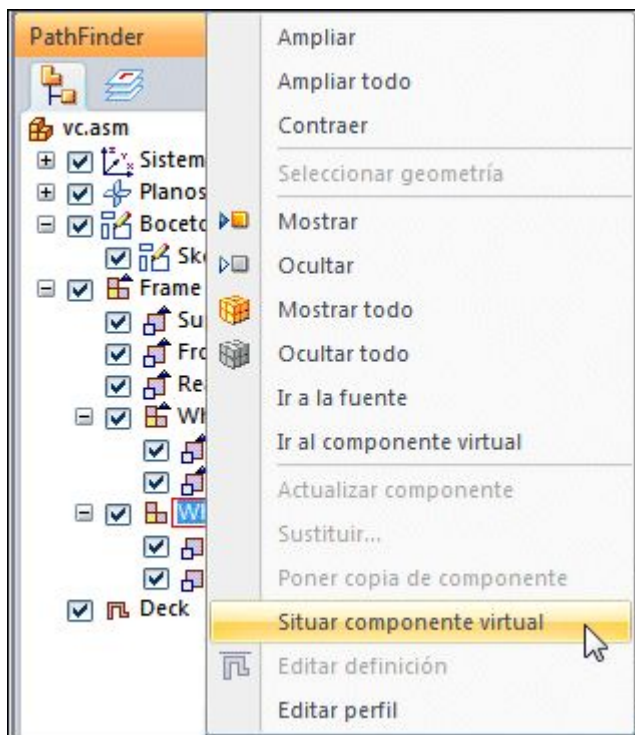 PathFinder
vc.asm
Sistem
Planos
Boceto
Ske
Frame
Su
Fro
Re
Wh
Wh
Deck
Ampliar
Ampliar todo
Contraer
Seleccionar geometría
Mostrar
Ocultar
Mostrar todo
Ocultar todo
Ir a la fuente
Ir al componente virtual
Actualizar componente
Sustituir...
Poner copia de componente
Situar componente virtual
Editar definición
Editar perfil